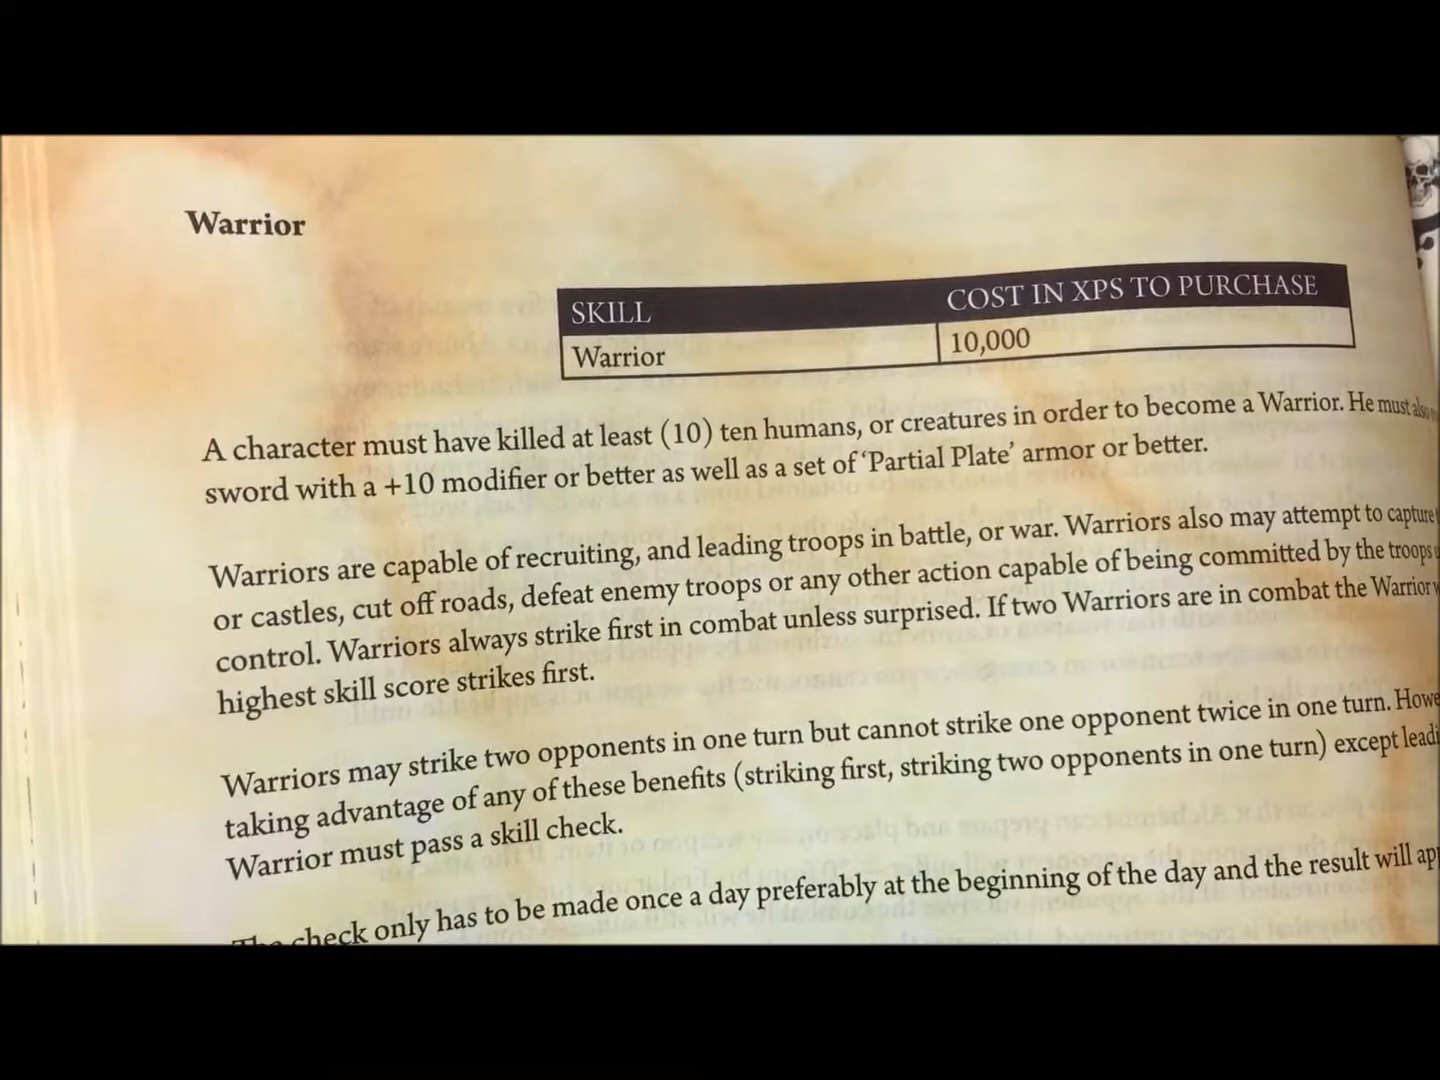 Warrior
SKILL COST IN XPS TO PURCHASE
Warrior 10,000
A character must have killed at least (10) ten humans, or creatures in order to become a Warrior. He must also
sword with a +10 modifier or better as well as a set of 'Partial Plate' armor or better.
Warriors are capable of recruiting, and leading troops in battle, or war. Warriors also may attempt to capture
or castles, cut off roads, defeat enemy troops or any other action capable of being committed by the troops
control. Warriors always strike first in combat unless surprised. If two Warriors are in combat the Warrior
highest skill score strikes first.
Warriors may strike two opponents in one turn but cannot strike one opponent twice in one turn. Howe
taking advantage of any of these benefits (striking first, striking two opponents in one turn) except leadi
Warrior must pass a skill check.
The check only has to be made once a day preferably at the beginning of the day and the result will app